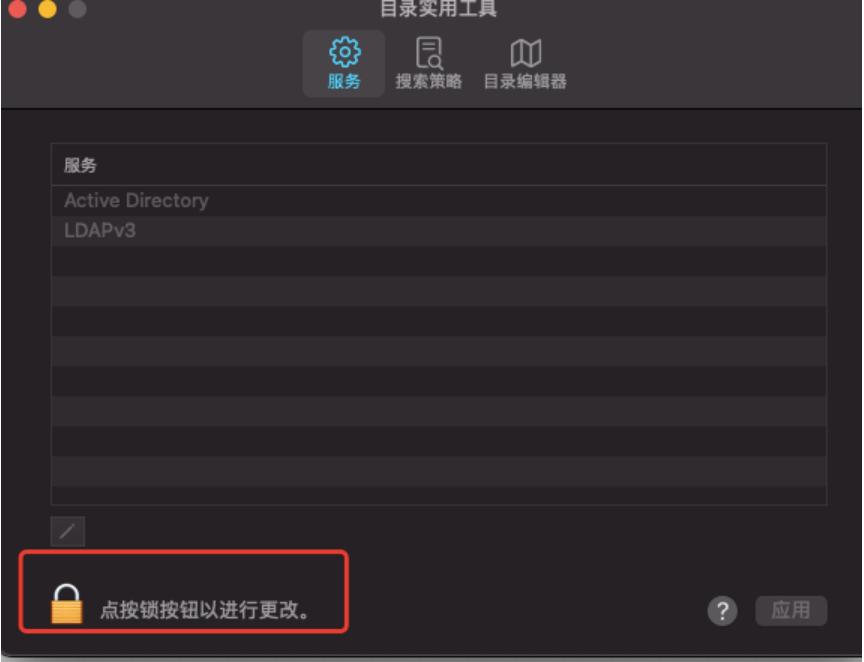 目录实用工具
服务
搜索策略
目录编辑器
服务
Active Directory
LDAPv3
点按锁按钮以进行更改。
?
应用